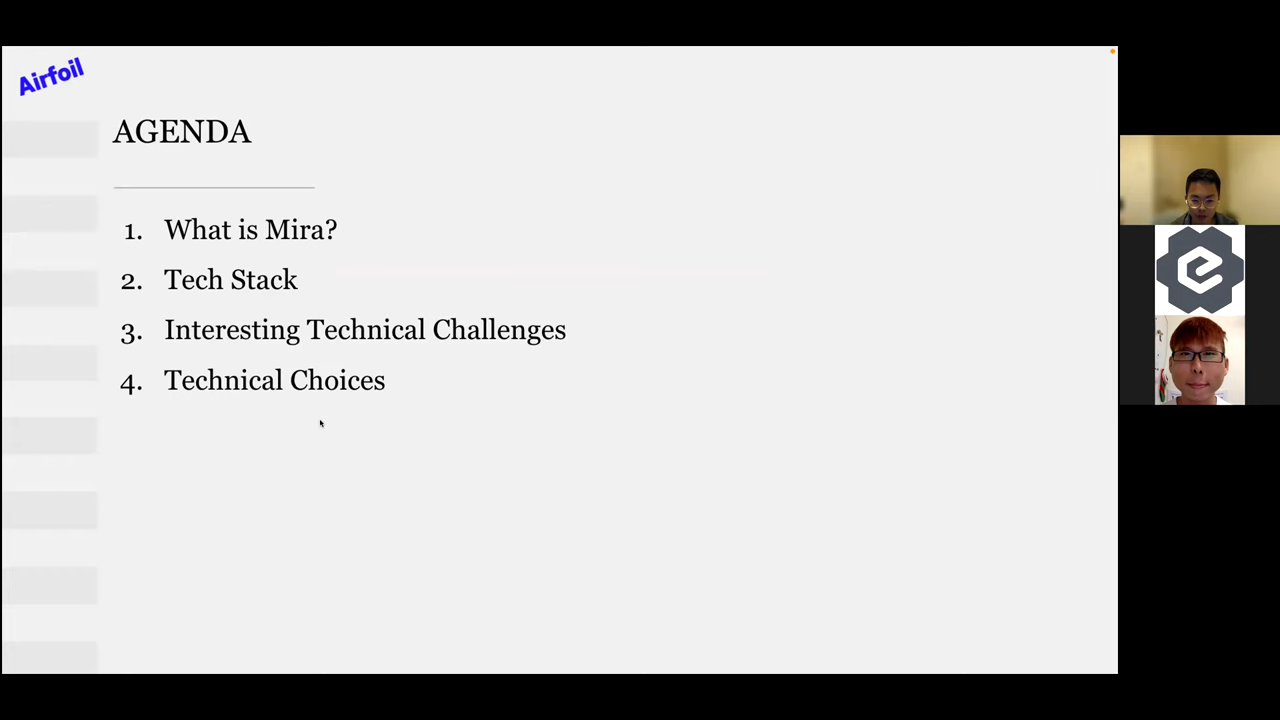 Airfoil
AGENDA
1. What is Mira?
2. Tech Stack
3. Interesting Technical Challenges
4. Technical Choices